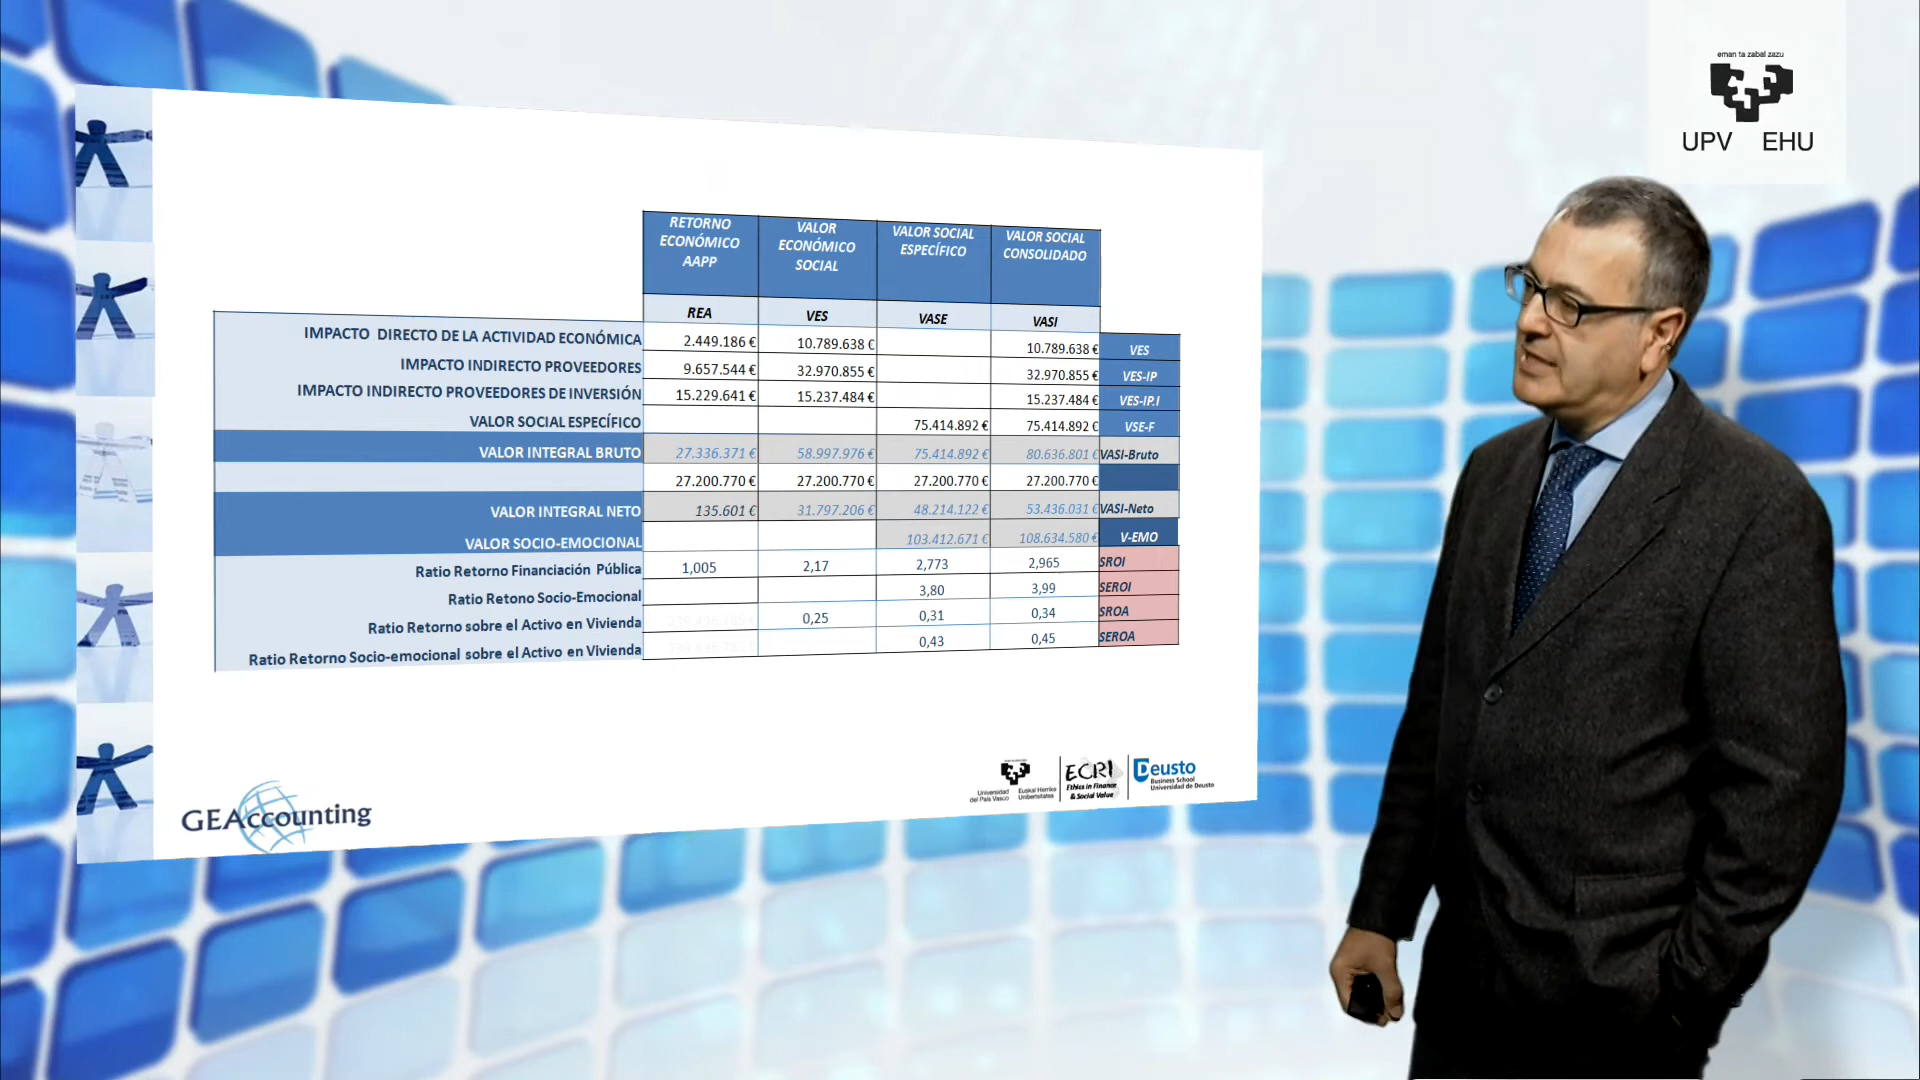 eman ta zabal zazu
UPV EHU
RETORNO ECONÓMICO AAPP
VALOR ECONÓMICO SOCIAL
VALOR SOCIAL ESPECÍFICO
VALOR SOCIAL CONSOLIDADO
REA VES VASE VASI
IMPACTO DIRECTO DE LA ACTIVIDAD ECONÓMICA 2.449.186 € 10.789.638 € 10.789.638 € VES
IMPACTO INDIRECTO PROVEEDORES 9.657.544 € 32.970.855 € 32.970.855 € VES-IP
IMPACTO INDIRECTO PROVEEDORES DE INVERSIÓN 15.229.641 € 15.237.484 € 15.237.484 € VES-IP.I
VALOR SOCIAL ESPECÍFICO 75.414.892 € 75.414.892 € VSE-F
VALOR INTEGRAL BRUTO 27.336.371 € 58.997.976 € 75.414.892 € 80.636.801 € VASI-Bruto
27.200.770 € 27.200.770 € 27.200.770 € 27.200.770 €
VALOR INTEGRAL NETO 135.601 € 31.797.206 € 48.214.122 € 53.436.031 € VASI-Neto
VALOR SOCIO-EMOCIONAL 103.412.671 € 108.634.580 € V-EMO
Ratio Retorno Financiación Pública 1,005 2,17 2,773 2,965 SROI
Ratio Retono Socio-Emocional 3,80 3,99 SEROI
Ratio Retorno sobre el Activo en Vivienda 0,25 0,31 0,34 SROA
Ratio Retorno Socio-emocional sobre el Activo en Vivienda 0,43 0,45 SEROA
GEAccounting
Universidad del País Vasco
Euskal Herriko Unibertsitatea
ECRI
Ethics in Finance
& Social Value
Deusto
Business School
Universidad de Deusto